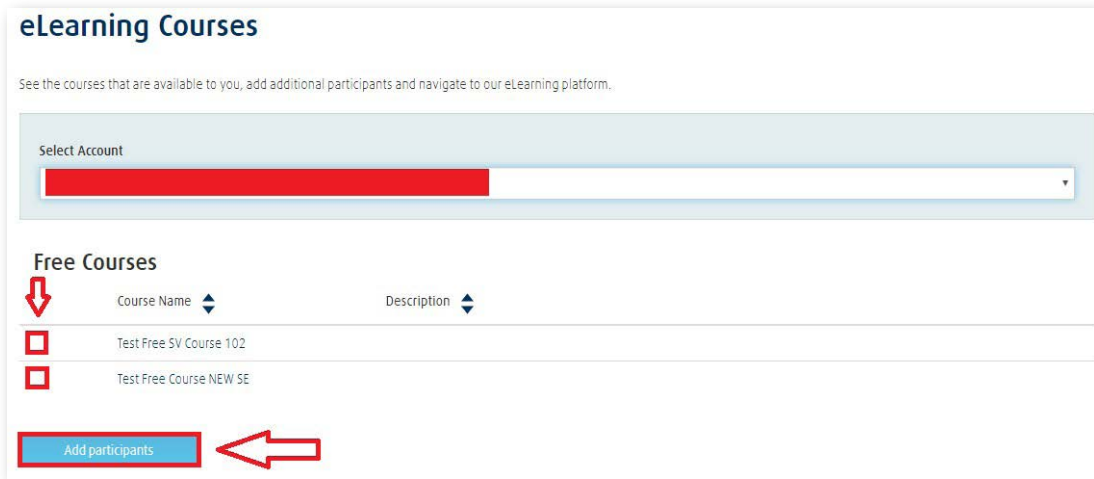 eLearning Courses
See the courses that are available to you, add additional participants and navigate to our eLearning platform.
Select Account
Free Courses
Course Name Description
Test Free SV Course 102
Test Free Course NEW SE
Add participants